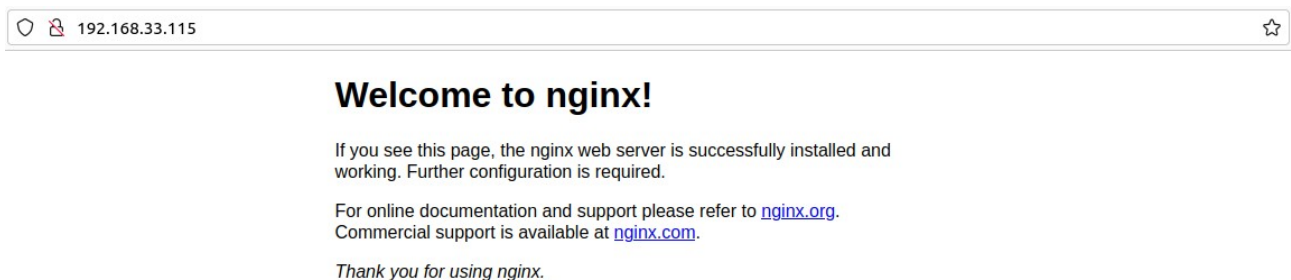 192.168.33.115
Welcome to nginx!
If you see this page, the nginx web server is successfully installed and
working. Further configuration is required.
For online documentation and support please refer to nginx.org.
Commercial support is available at nginx.com.
Thank you for using nginx.